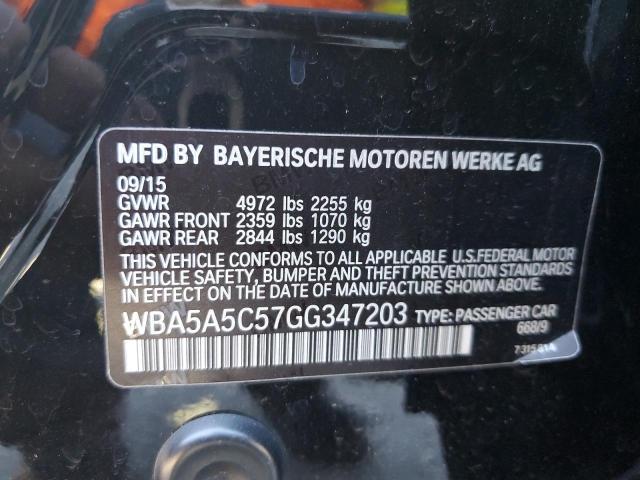 MFD BY BAYERISCHE MOTOREN WERKE AG
09/15
GVWR 4972 lbs 2255 kg
GAWR FRONT 2359 lbs 1070 kg
GAWR REAR 2844 lbs 1290 kg
THIS VEHICLE CONFORMS TO ALL APPLICABLE U.S.FEDERAL MOTOR
VEHICLE SAFETY, BUMPER AND THEFT PREVENTION STANDARDS
IN EFFECT ON THE DATE OF MANUFACTURE SHOWN ABOVE.
WBA5A5C57GG347203 TYPE: PASSENGER CAR
668/9